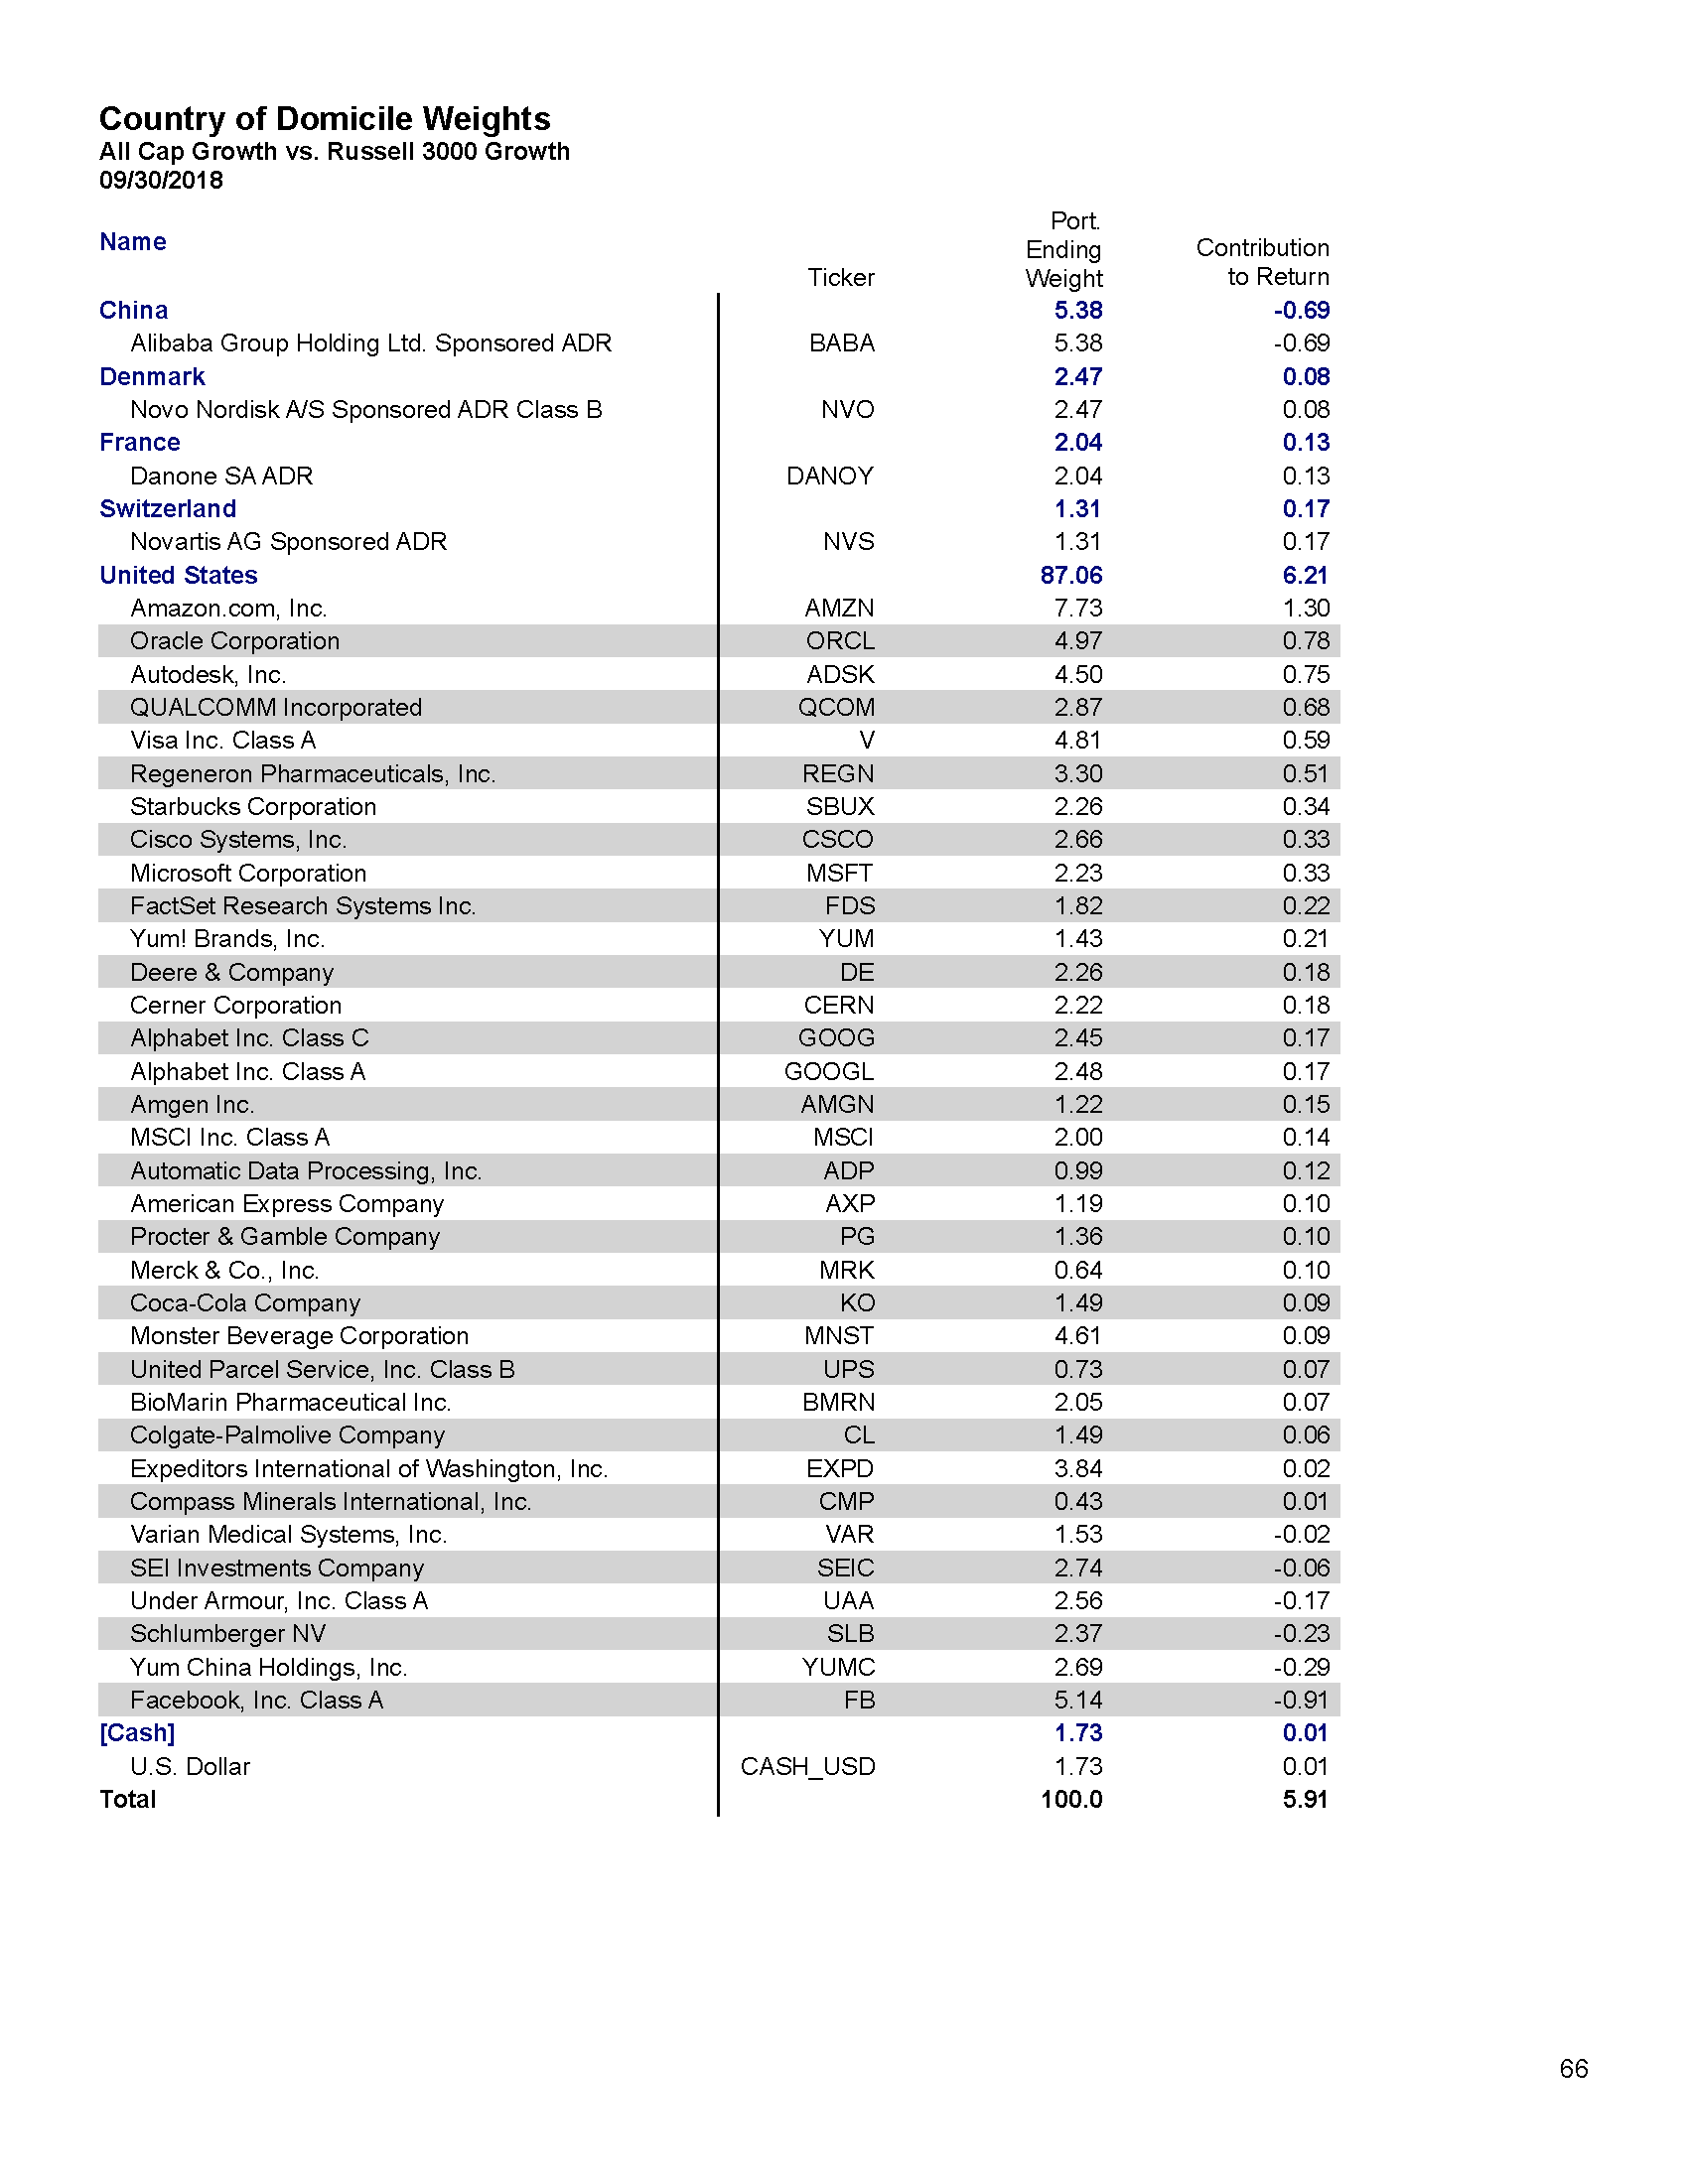 Country of Domicile Weights
All Cap Growth vs. Russell 3000 Growth
09/30/2018
Name Ticker Port. Ending Weight Contribution to Return
China 5.38 -0.69
Alibaba Group Holding Ltd. Sponsored ADR BABA 5.38 -0.69
Denmark 2.47 0.08
Novo Nordisk A/S Sponsored ADR Class B NVO 2.47 0.08
France 2.04 0.13
Danone SA ADR DANOY 2.04 0.13
Switzerland 1.31 0.17
Novartis AG Sponsored ADR NVS 1.31 0.17
United States 87.06 6.21
Amazon.com, Inc. AMZN 7.73 1.30
Oracle Corporation ORCL 4.97 0.78
Autodesk, Inc. ADSK 4.50 0.75
QUALCOMM Incorporated QCOM 2.87 0.68
Visa Inc. Class A V 4.81 0.59
Regeneron Pharmaceuticals, Inc. REGN 3.30 0.51
Starbucks Corporation SBUX 2.26 0.34
Cisco Systems, Inc. CSCO 2.66 0.33
Microsoft Corporation MSFT 2.23 0.33
FactSet Research Systems Inc. FDS 1.82 0.22
Yum! Brands, Inc. YUM 1.43 0.21
Deere & Company DE 2.26 0.18
Cerner Corporation CERN 2.22 0.18
Alphabet Inc. Class C GOOG 2.45 0.17
Alphabet Inc. Class A GOOGL 2.48 0.17
Amgen Inc. AMGN 1.22 0.15
MSCI Inc. Class A MSCI 2.00 0.14
Automatic Data Processing, Inc. ADP 0.99 0.12
American Express Company AXP 1.19 0.10
Procter & Gamble Company PG 1.36 0.10
Merck & Co., Inc. MRK 0.64 0.10
Coca-Cola Company KO 1.49 0.09
Monster Beverage Corporation MNST 4.61 0.09
United Parcel Service, Inc. Class B UPS 0.73 0.07
BioMarin Pharmaceutical Inc. BMRN 2.05 0.07
Colgate-Palmolive Company CL 1.49 0.06
Expeditors International of Washington, Inc. EXPD 3.84 0.02
Compass Minerals International, Inc. CMP 0.43 0.01
Varian Medical Systems, Inc. VAR 1.53 -0.02
SEI Investments Company SEIC 2.74 -0.06
Under Armour, Inc. Class A UAA 2.56 -0.17
Schlumberger NV SLB 2.37 -0.23
Yum China Holdings, Inc. YUMC 2.69 -0.29
Facebook, Inc. Class A FB 5.14 -0.91
[Cash] 1.73 0.01
U.S. Dollar CASH_USD 1.73 0.01
Total 100.0 5.91
66